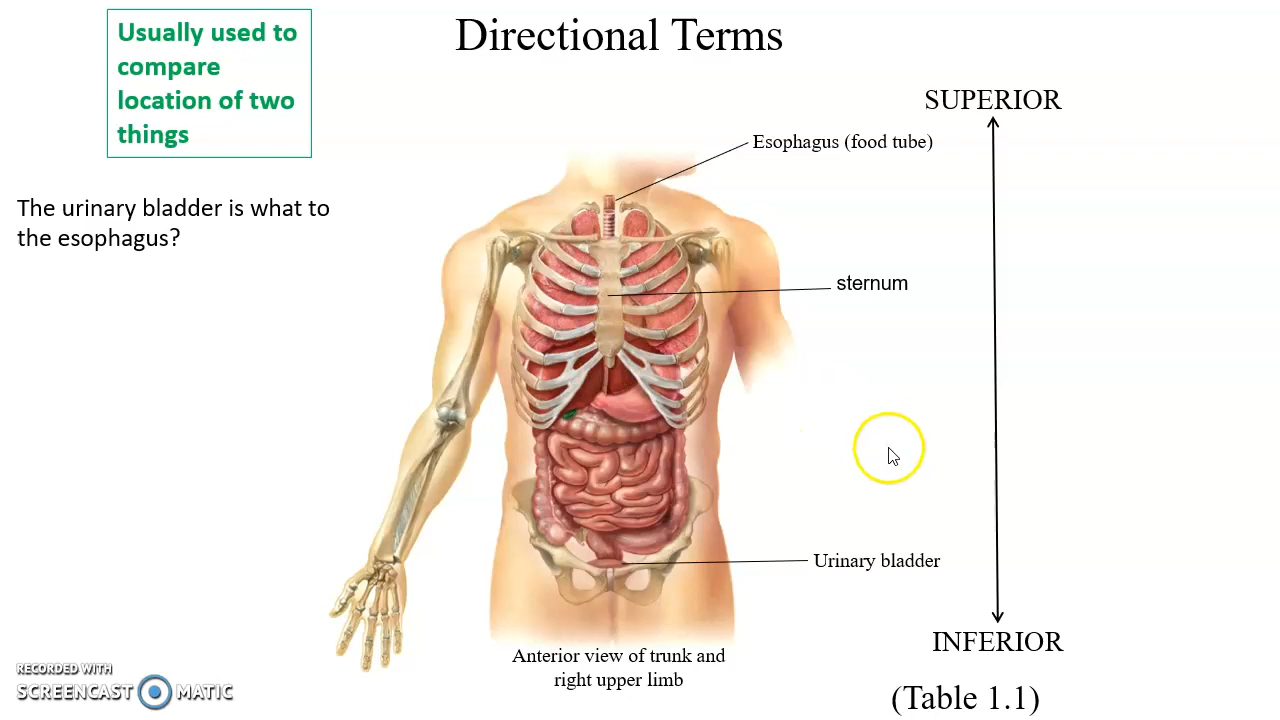 Usually used to
compare
location of two
things
Directional Terms
SUPERIOR
Esophagus (food tube)
The urinary bladder is what to
the esophagus?
sternum
Urinary bladder
INFERIOR
Anterior view of trunk and
right upper limb
(Table 1.1)
RECORDED WITH
SCREENCAST MATIC